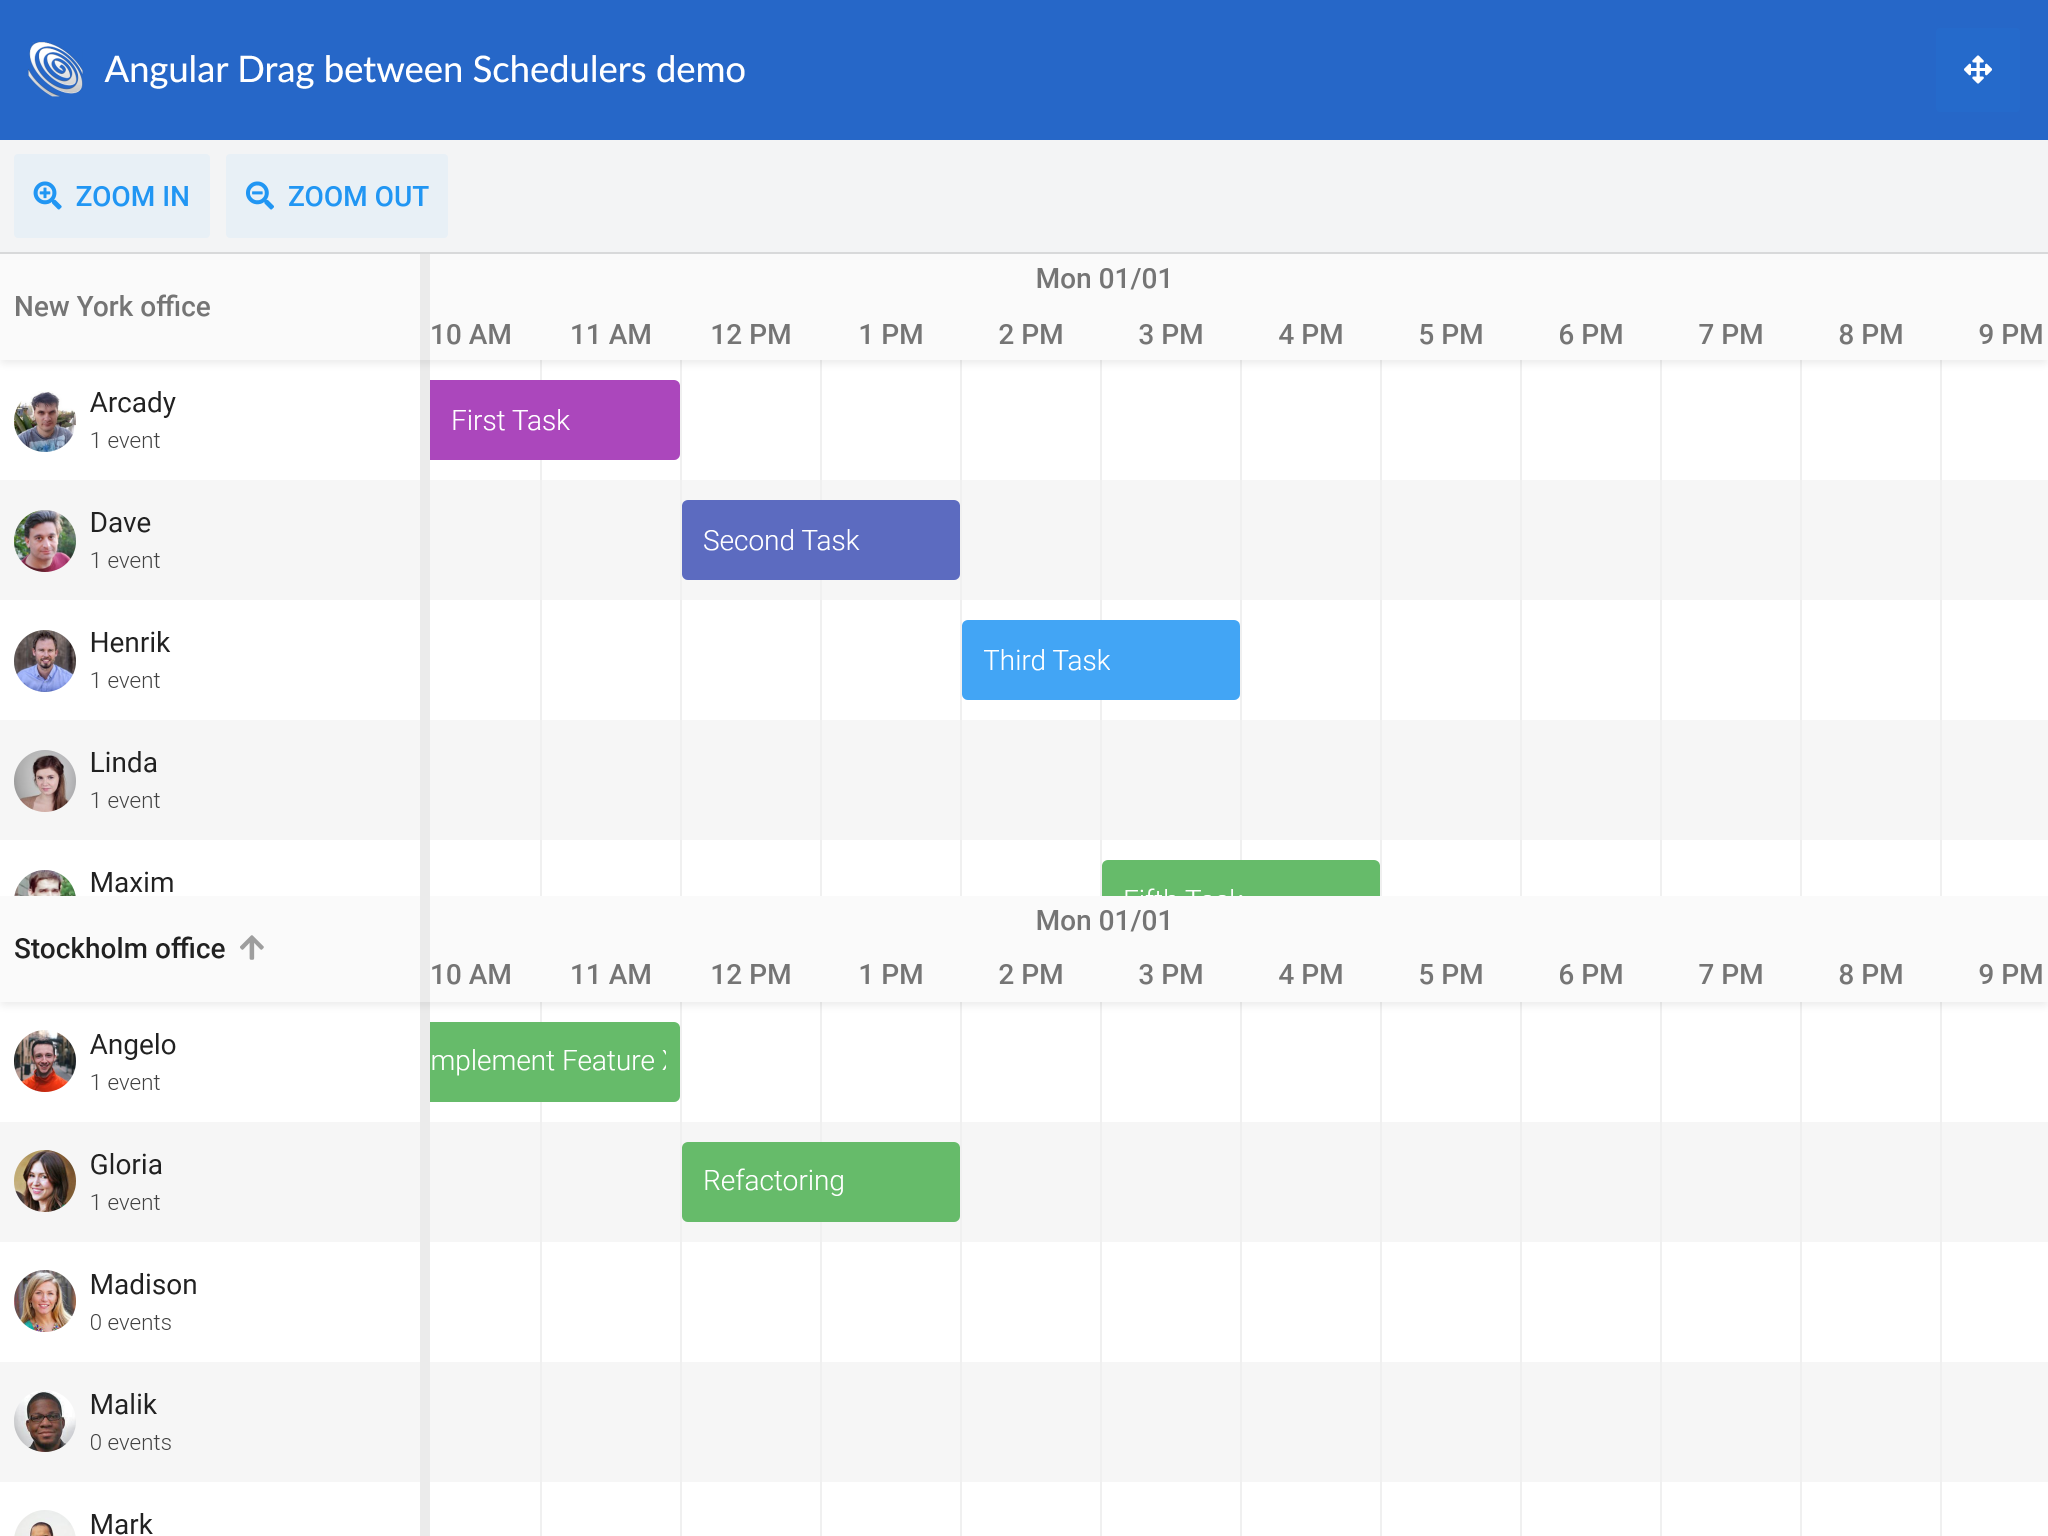 Angular Drag between Schedulers demo
ZOOM IN
ZOOM OUT
New York office
Mon 01/01
10 AM 11 AM 12 PM 1 PM 2 PM 3 PM 4 PM 5 PM 6 PM 7 PM 8 PM 9 PM
Arcady
1 event
First Task
Dave
1 event
Second Task
Henrik
1 event
Third Task
Linda
1 event
Maxim
Fifth Task
Stockholm office
Mon 01/01
10 AM 11 AM 12 PM 1 PM 2 PM 3 PM 4 PM 5 PM 6 PM 7 PM 8 PM 9 PM
Angelo
1 event
mplement Feature X
Gloria
1 event
Refactoring
Madison
0 events
Malik
0 events
Mark